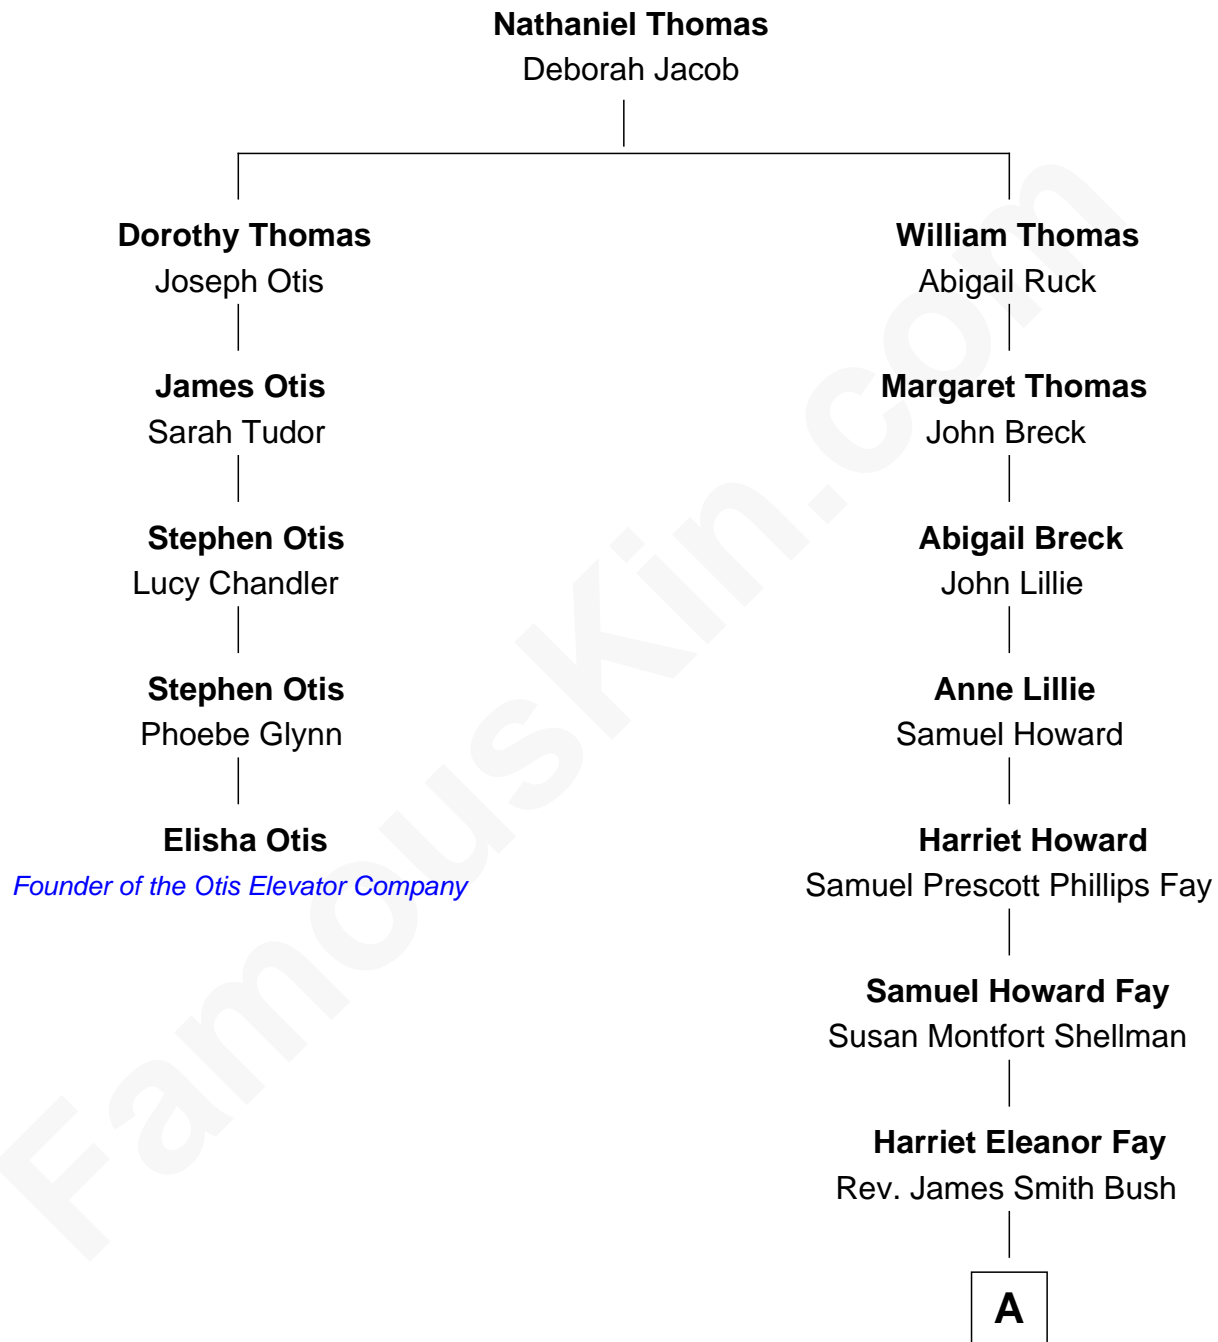 Nathaniel Thomas
Deborah Jacob
Dorothy Thomas
Joseph Otis
William Thomas
Abigail Ruck
James Otis
Sarah Tudor
Margaret Thomas
John Breck
Stephen Otis
Lucy Chandler
Abigail Breck
John Lillie
Stephen Otis
Phoebe Glynn
Anne Lillie
Samuel Howard
Elisha Otis
Founder of the Otis Elevator Company
Harriet Howard
Samuel Prescott Phillips Fay
Samuel Howard Fay
Susan Montfort Shellman
Harriet Eleanor Fay
Rev. James Smith Bush
A
FamousKin.com